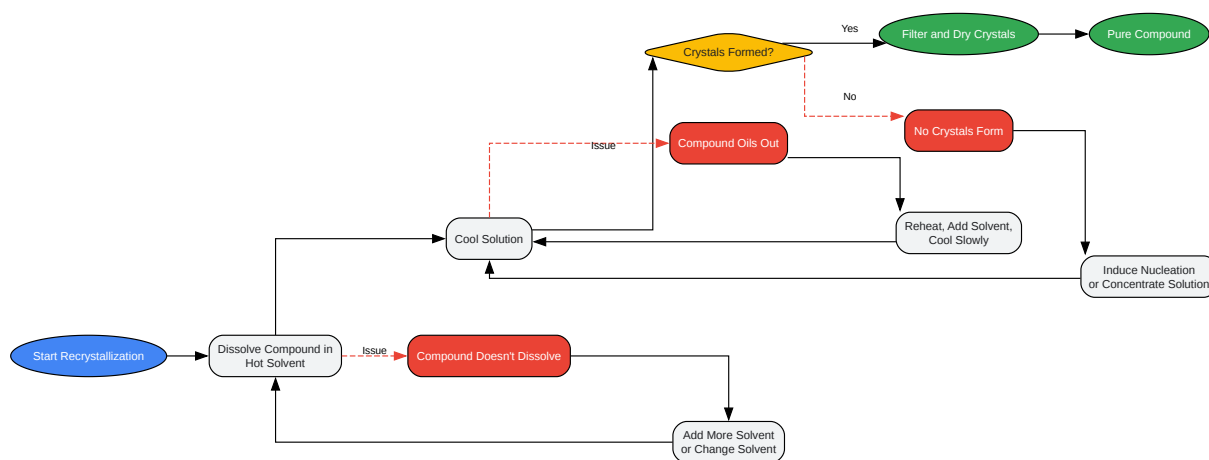 Yes
Filter and Dry Crystals
Pure Compound
Crystals Formed?
No
No Crystals Form
Issue
Compound Oils Out
Reheat, Add Solvent,
Cool Slowly
Cool Solution
Induce Nucleation
or Concentrate Solution
Start Recrystallization
Dissolve Compound in
Hot Solvent
Issue
Compound Doesn't Dissolve
Add More Solvent
or Change Solvent